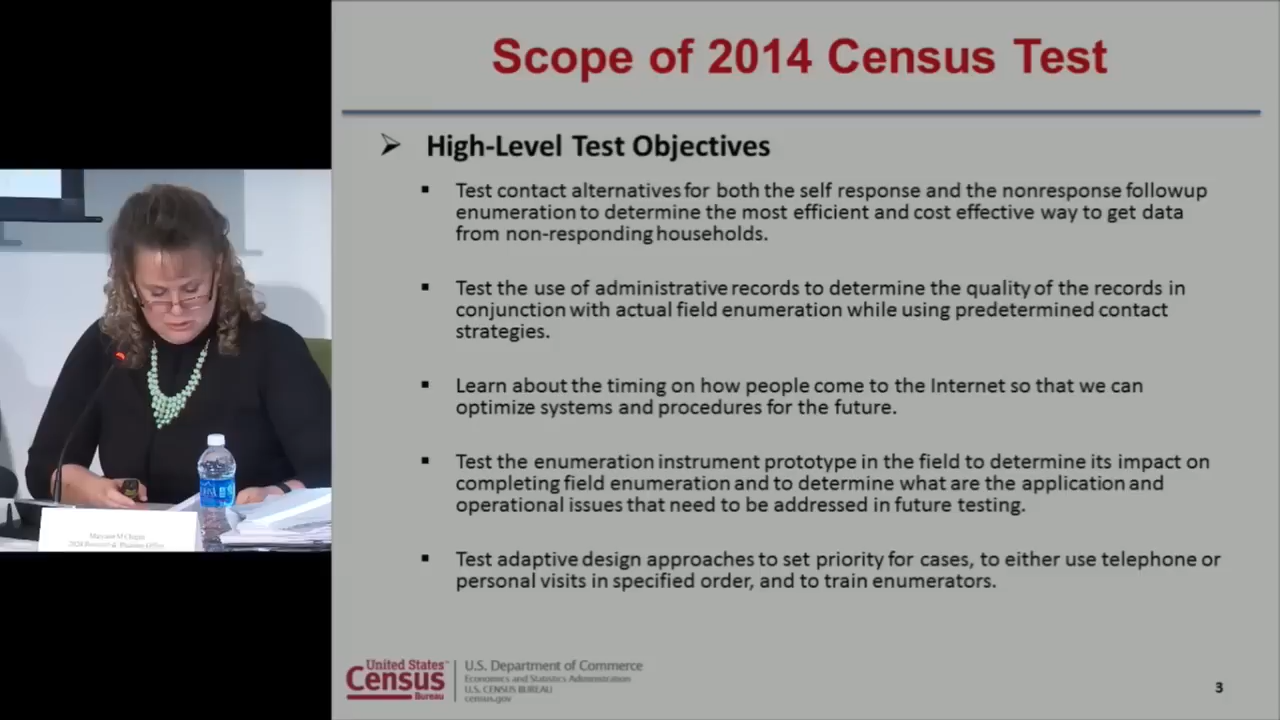 Scope of 2014 Census Test
High-Level Test Objectives
Test contact alternatives for both the self response and the nonresponse followup
enumeration to determine the most efficient and cost effective way to get data
from non-responding households.
Test the use of administrative records to determine the quality of the records in
conjunction with actual field enumeration while using predetermined contact
strategies.
Learn about the timing on how people come to the Internet so that we can
optimize systems and procedures for the future.
Test the enumeration instrument prototype in the field to determine its impact on
completing field enumeration and to determine what are the application and
operational issues that need to be addressed in future testing.
Test adaptive design approaches to set priority for cases, to either use telephone or
personal visits in specified order, and to train enumerators.
Maryann M Chapin
2020 Research & Planning Office
United States™
Census
Bureau
U.S. Department of Commerce
Economics and Statistics Administration
U.S. CENSUS BUREAU
census.gov
3